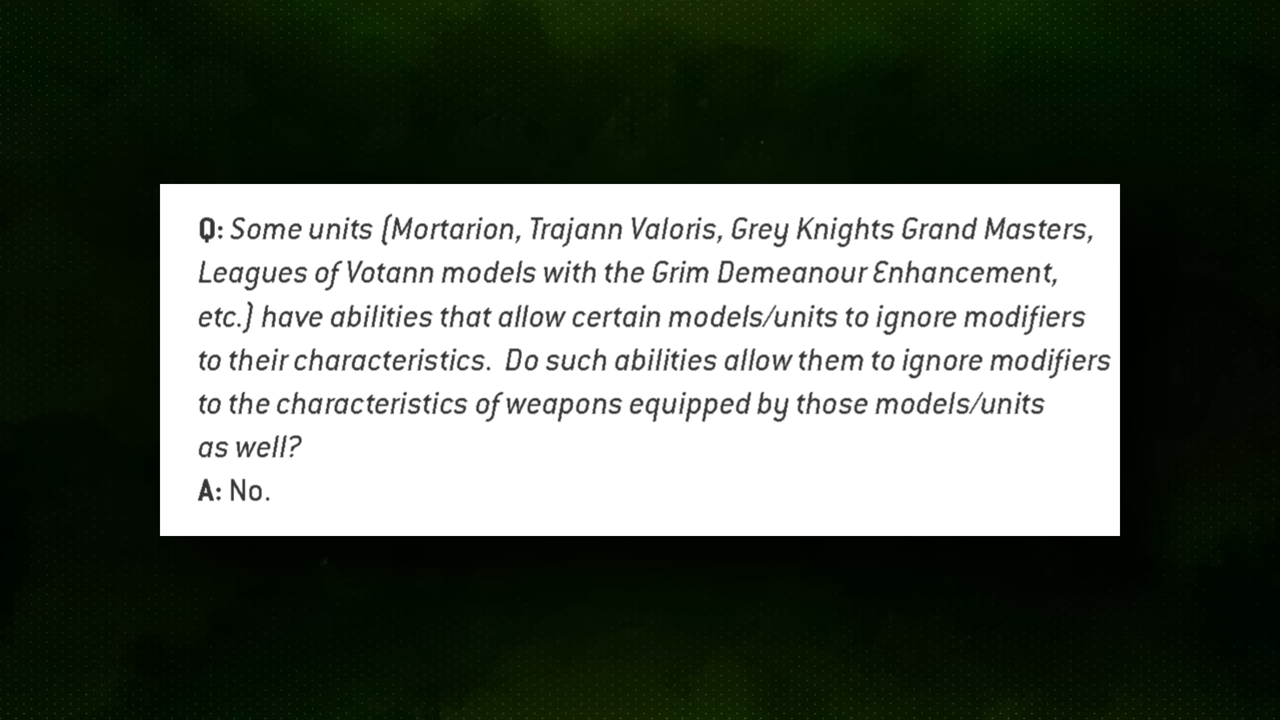 Q: Some units (Mortarion, Trajann Valoris, Grey Knights Grand Masters,
Leagues of Votann models with the Grim Demeanour Enhancement,
etc.) have abilities that allow certain models/units to ignore modifiers
to their characteristics. Do such abilities allow them to ignore modifiers
to the characteristics of weapons equipped by those models/units
as well?
A: No.